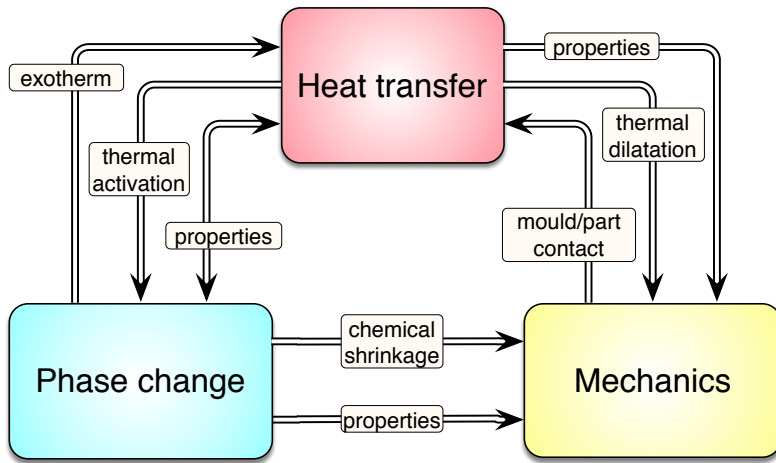 properties
exotherm
Heat transfer
thermal
dilatation
thermal
activation
properties
mould/part
contact
chemical
shrinkage
Phase change
Mechanics
properties